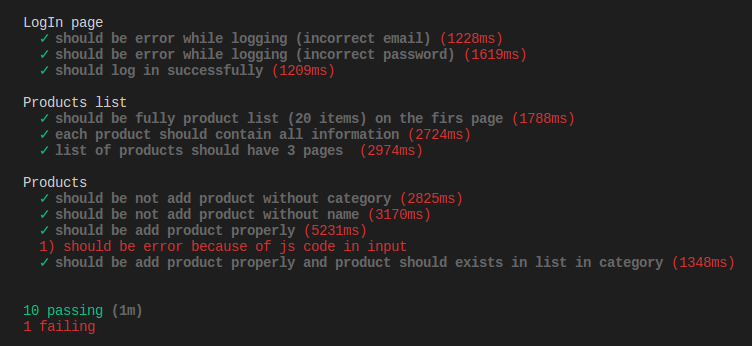 LogIn page
✓ should be error while logging (incorrect email) (1228ms)
✓ should be error while logging (incorrect password) (1619ms)
✓ should log in successfully (1209ms)
Products list
✓ should be fully product list (20 items) on the firs page (1788ms)
✓ each product should contain all information (2724ms)
✓ list of products should have 3 pages  (2974ms)
Products
✓ should be not add product without category (2825ms)
✓ should be not add product without name (3170ms)
✓ should be add product properly (5231ms)
1) should be error because of js code in input
✓ should be add product properly and product should exists in list in category (1348ms)
10 passing (1m)
1 failing